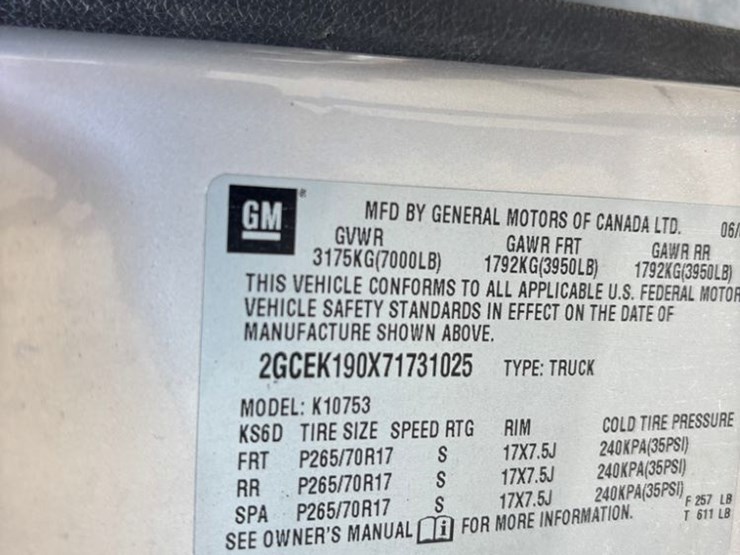 GM ®
MFD BY GENERAL MOTORS OF CANADA LTD. 06/
GVWR GAWR FRT GAWR RR
3175KG(7000LB) 1792KG(3950LB) 1792KG(3950LB)
THIS VEHICLE CONFORMS TO ALL APPLICABLE U.S. FEDERAL MOTOR
VEHICLE SAFETY STANDARDS IN EFFECT ON THE DATE OF
MANUFACTURE SHOWN ABOVE.
2GCEK190X71731025 TYPE: TRUCK
MODEL: K10753
KS6D TIRE SIZE SPEED RTG RIM COLD TIRE PRESSURE
FRT P265/70R17 S 17X7.5J 240KPA(35PSI)
RR P265/70R17 S 17X7.5J 240KPA(35PSI)
SPA P265/70R17 S 17X7.5J 240KPA(35PSI) F 257 LB
SEE OWNER'S MANUAL i FOR MORE INFORMATION. T 611 LB